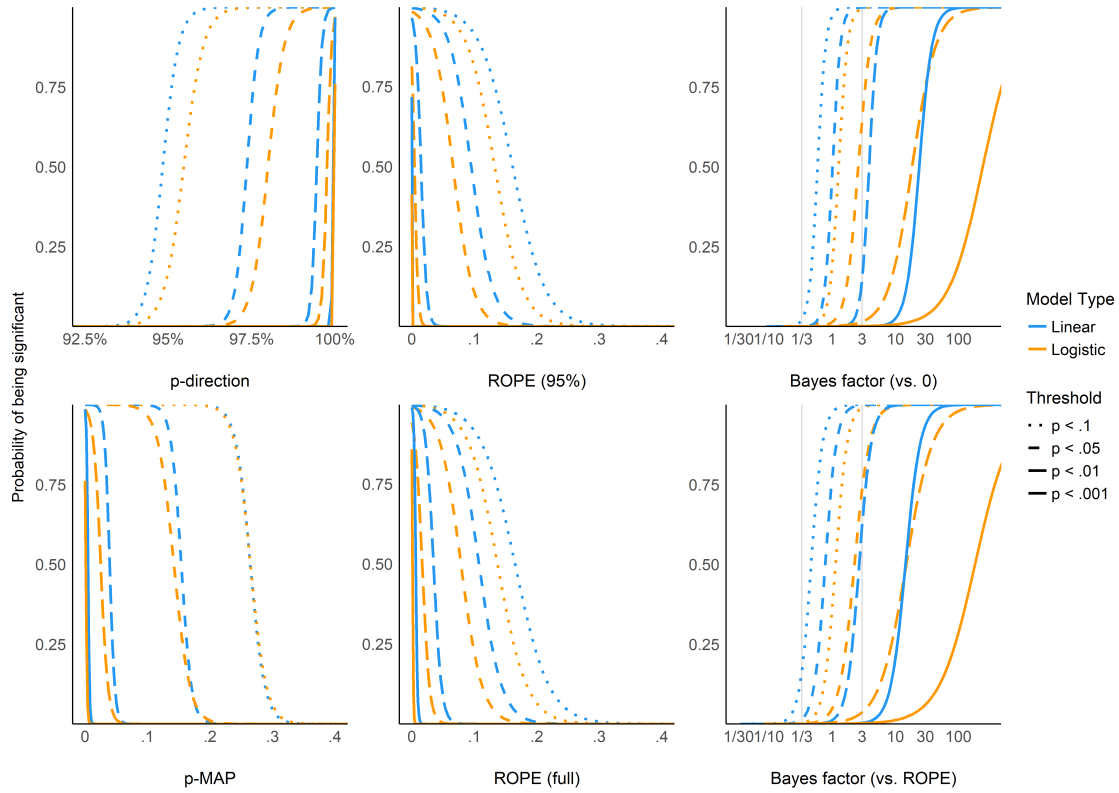 Probability of being significant
0.75
0.50
0.25
92.5% 95% 97.5% 100%
p-direction
0.75
0.50
0.25
0 .1 .2 .3 .4
ROPE (95%)
0.75
0.50
0.25
1/30 1/10 1/3 1 3 10 30 100
Bayes factor (vs. 0)
0.75
0.50
0.25
0 .1 .2 .3 .4
p-MAP
0.75
0.50
0.25
0 .1 .2 .3 .4
ROPE (full)
0.75
0.50
0.25
1/30 1/10 1/3 1 3 10 30 100
Bayes factor (vs. ROPE)
Model Type
Linear
Logistic
Threshold
p < .1
p < .05
p < .01
p < .001